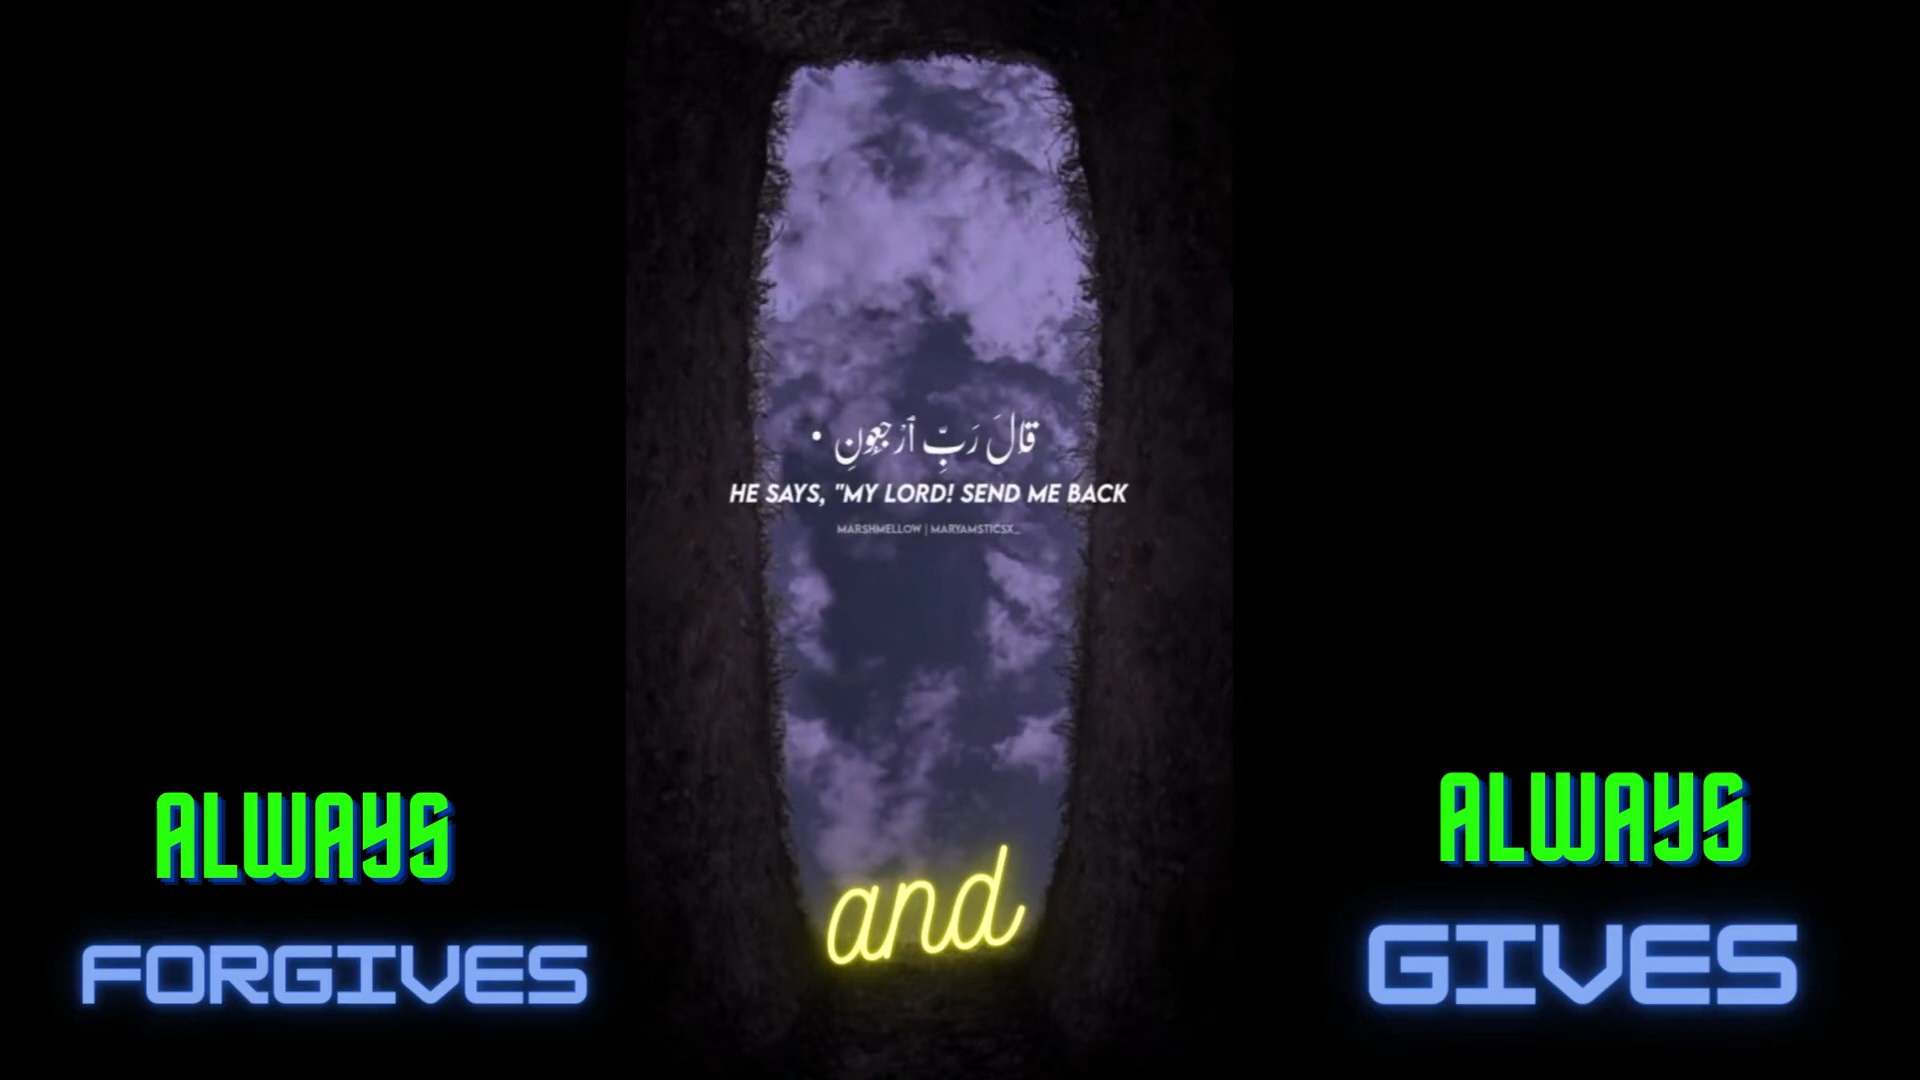 قَالَ رَبِّ ٱرْجِعُونِ •
HE SAYS, "MY LORD! SEND ME BACK
MARSHMELLOW | MARYAMSTICSX_
ALWAYS
FORGIVES
and
ALWAYS
GIVES